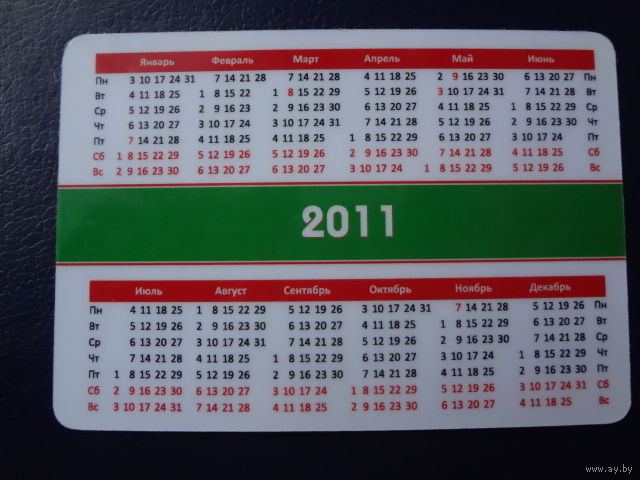 Январь Февраль Март Апрель Май Июнь
Пн 3 10 17 24 31 7 14 21 28 7 14 21 28 4 11 18 25 2 9 16 23 30 6 13 20 27 Пн
Вт 4 11 18 25 1 8 15 22 1 8 15 22 29 5 12 19 26 3 10 17 24 31 7 14 21 28 Вт
Ср 5 12 19 26 2 9 16 23 2 9 16 23 30 6 13 20 27 4 11 18 25 1 8 15 22 29 Ср
Чт 6 13 20 27 3 10 17 24 3 10 17 24 31 7 14 21 28 5 12 19 26 2 9 16 23 30 Чт
Пт 7 14 21 28 4 11 18 25 4 11 18 25 1 8 15 22 29 6 13 20 27 3 10 17 24 Пт
Сб 1 8 15 22 29 5 12 19 26 5 12 19 26 2 9 16 23 30 7 14 21 28 4 11 18 25 Сб
Вс 2 9 16 23 30 6 13 20 27 6 13 20 27 3 10 17 24 1 8 15 22 29 5 12 19 26 Вс
2011
Июль Август Сентябрь Октябрь Ноябрь Декабрь
Пн 4 11 18 25 1 8 15 22 29 5 12 19 26 3 10 17 24 31 7 14 21 28 5 12 19 26 Пн
Вт 5 12 19 26 2 9 16 23 30 6 13 20 27 4 11 18 25 1 8 15 22 29 6 13 20 27 Вт
Ср 6 13 20 27 3 10 17 24 31 7 14 21 28 5 12 19 26 2 9 16 23 30 7 14 21 28 Ср
Чт 7 14 21 28 4 11 18 25 1 8 15 22 29 6 13 20 27 3 10 17 24 1 8 15 22 29 Чт
Пт 1 8 15 22 29 5 12 19 26 2 9 16 23 30 7 14 21 28 4 11 18 25 2 9 16 23 30 Пт
Сб 2 9 16 23 30 6 13 20 27 3 10 17 24 1 8 15 22 29 5 12 19 26 3 10 17 24 31 Сб
Вс 3 10 17 24 31 7 14 21 28 4 11 18 25 2 9 16 23 30 6 13 20 27 4 11 18 25 Вс
www.ay.by